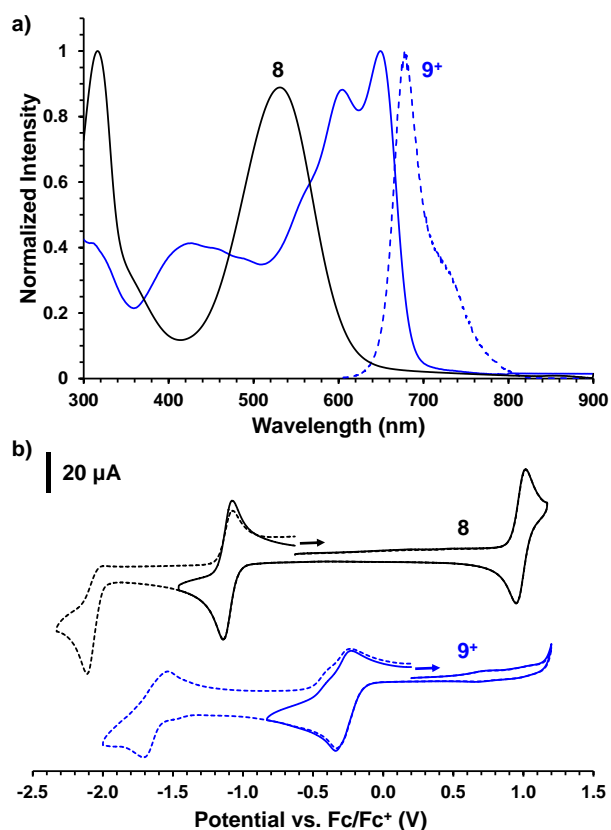 a)
8
9⁺
Normalized Intensity
1
0.8
0.6
0.4
0.2
0
300 400 500 600 700 800 900
Wavelength (nm)
b)
20 µA
8
9⁺
-2.5 -2.0 -1.5 -1.0 -0.5 0.0 0.5 1.0 1.5
Potential vs. Fc/Fc⁺ (V)